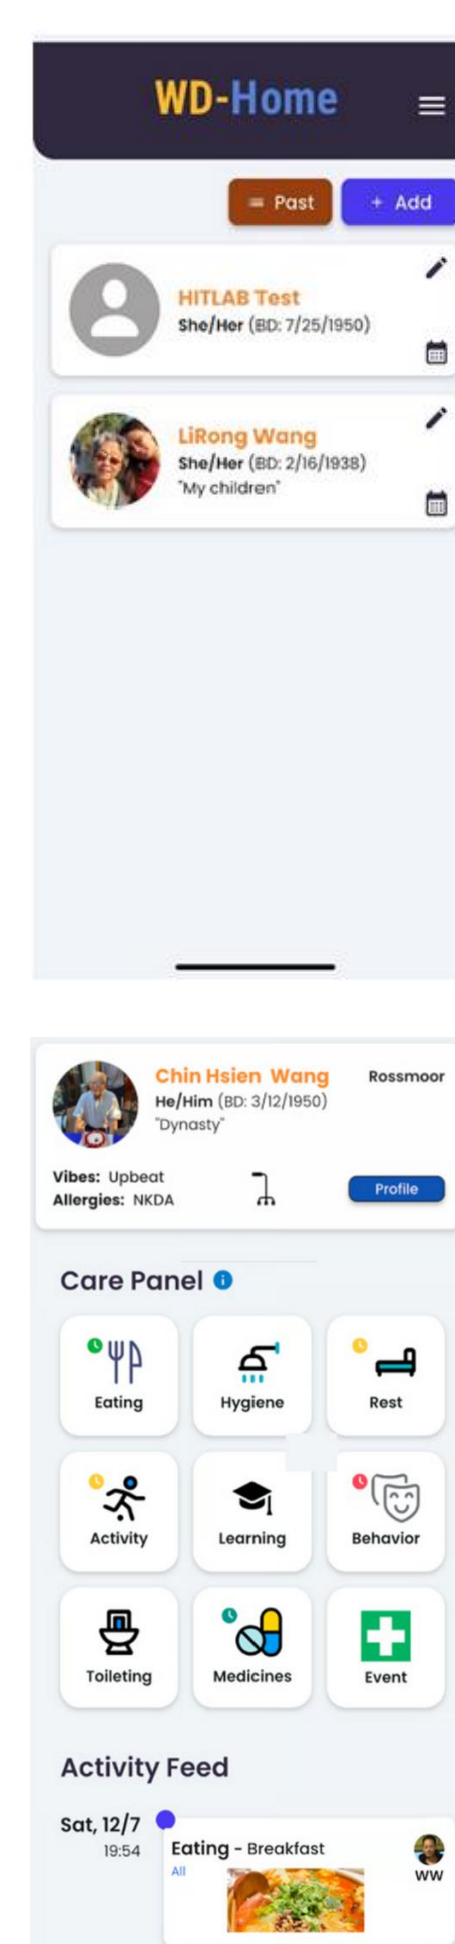 WD-Home
Past
+ Add
HITLAB Test
She/Her (BD: 7/25/1950)
LiRong Wang
She/Her (BD: 2/16/1938)
"My children"
Chin Hsien Wang
Rossmoor
He/Him (BD: 3/12/1950)
"Dynasty"
Vibes: Upbeat
Allergies: NKDA
Profile
Care Panel
Eating
Hygiene
Rest
Activity
Learning
Behavior
Toileting
Medicines
Event
Activity Feed
Sat, 12/7
19:54
Eating - Breakfast
All
WW